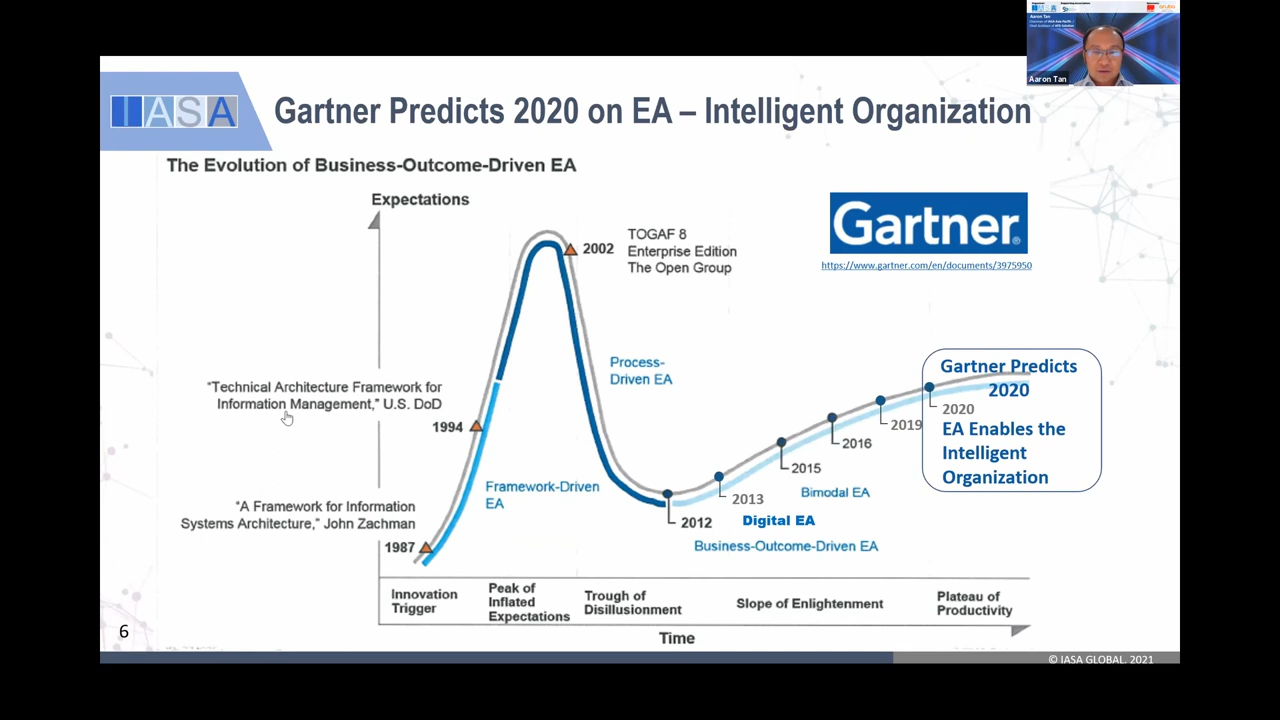 Aaron Tan
Aaron Tan
IASA
Gartner Predicts 2020 on EA – Intelligent Organization
The Evolution of Business-Outcome-Driven EA
Expectations
2002
TOGAF 8
Enterprise Edition
The Open Group
Gartner®
https://www.gartner.com/en/documents/3975950
Process-
Driven EA
"Technical Architecture Framework for
Information Management," U.S. DoD
1994
Framework-Driven
EA
"A Framework for Information
Systems Architecture," John Zachman
1987
2012
2013
2015
2016
2019
2020
Bimodal EA
Digital EA
Business-Outcome-Driven EA
Gartner Predicts
2020
EA Enables the
Intelligent
Organization
Innovation
Trigger
Peak of
Inflated
Expectations
Trough of
Disillusionment
Slope of Enlightenment
Plateau of
Productivity
Time
6
© IASA GLOBAL, 2021